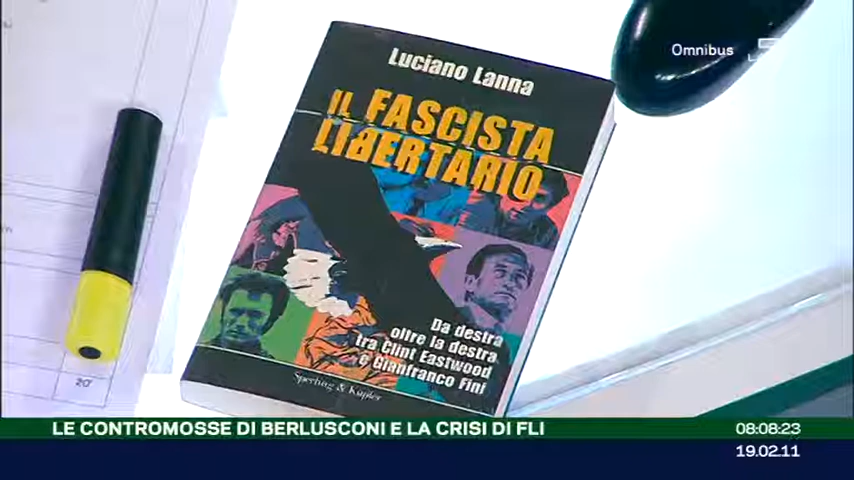 Omnibus
Luciano Lanna
IL FASCISTA
LIBERTARIO
Da destra
oltre la destra
tra Clint Eastwood
e Gianfranco Fini
Sperling & Kupfer
20'
LE CONTROMOSSE DI BERLUSCONI E LA CRISI DI FLI
08:08:23
19.02.11